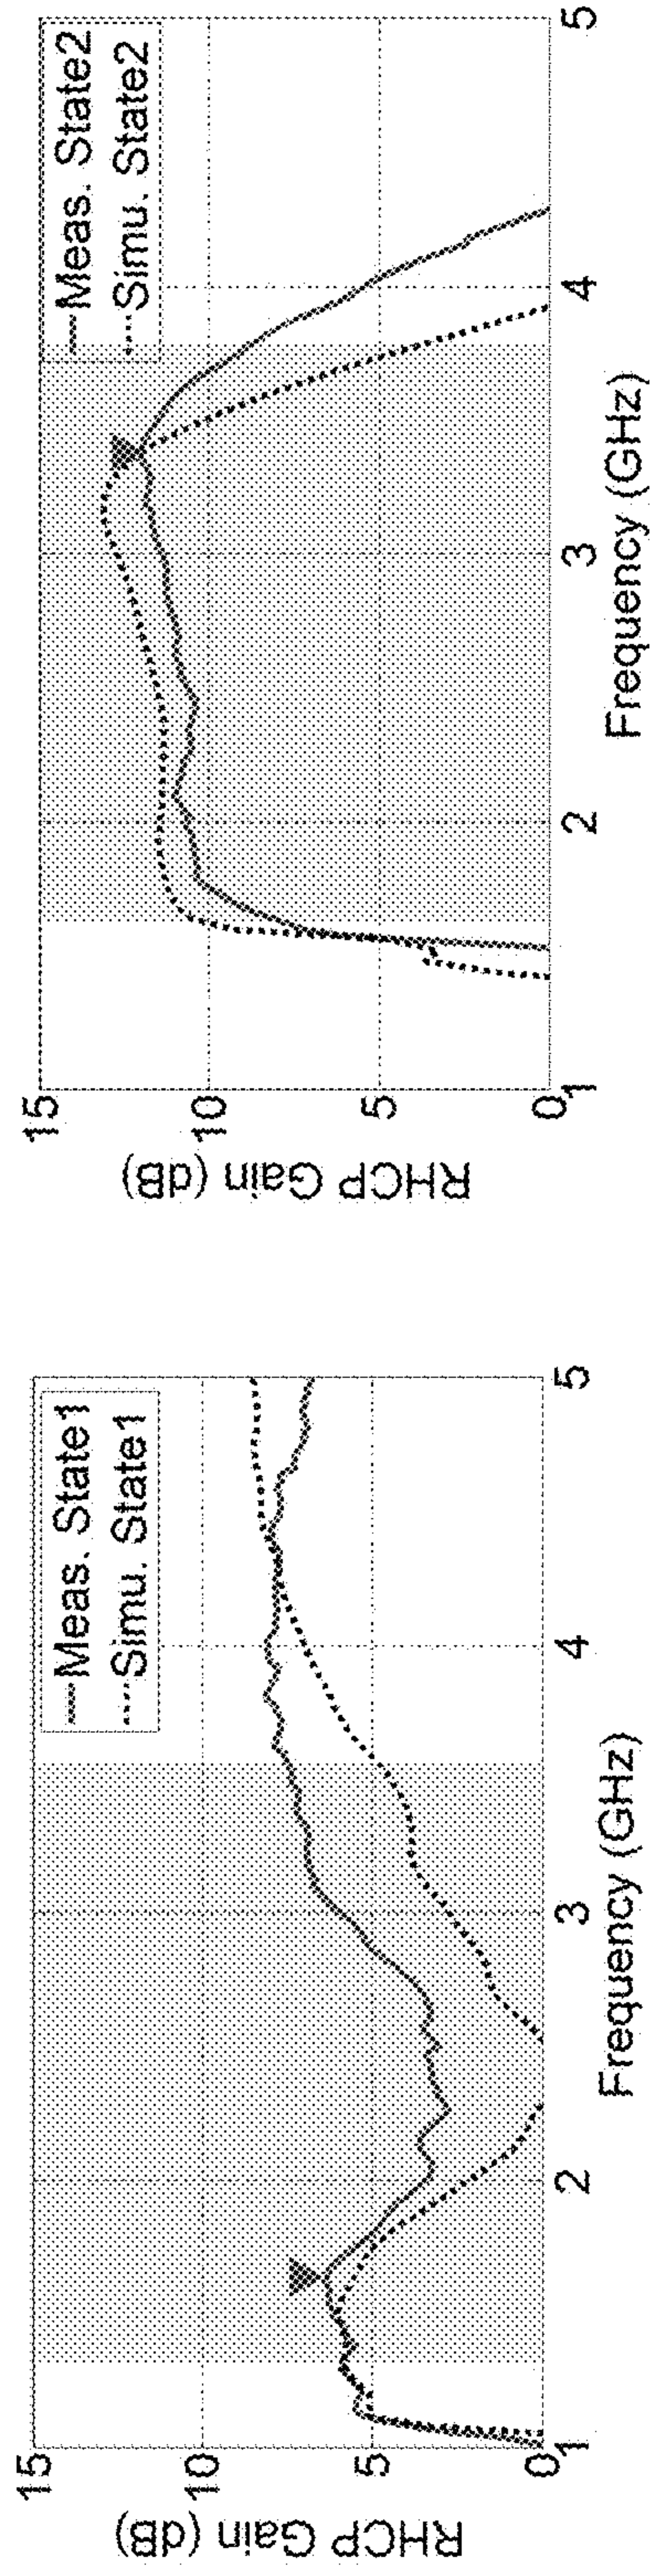 15
10
5
0
RHCP Gain (dB)
Meas. State1
Simu. State1
1
2
3
4
5
Frequency (GHz)
15
10
5
0
RHCP Gain (dB)
Meas. State2
Simu. State2
1
2
3
4
5
Frequency (GHz)